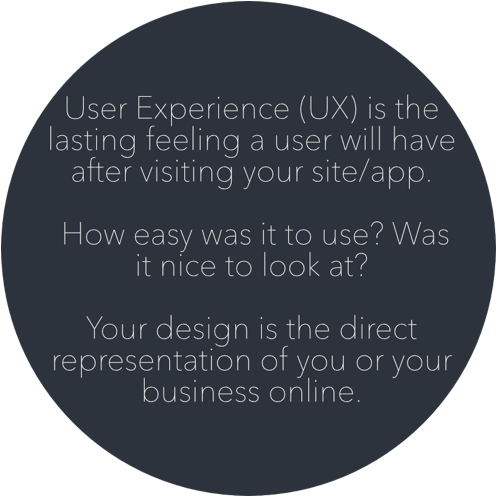 User Experience (UX) is the
lasting feeling a user will have
after visiting your site/app.
How easy was it to use? Was
it nice to look at?
Your design is the direct
representation of you or your
business online.